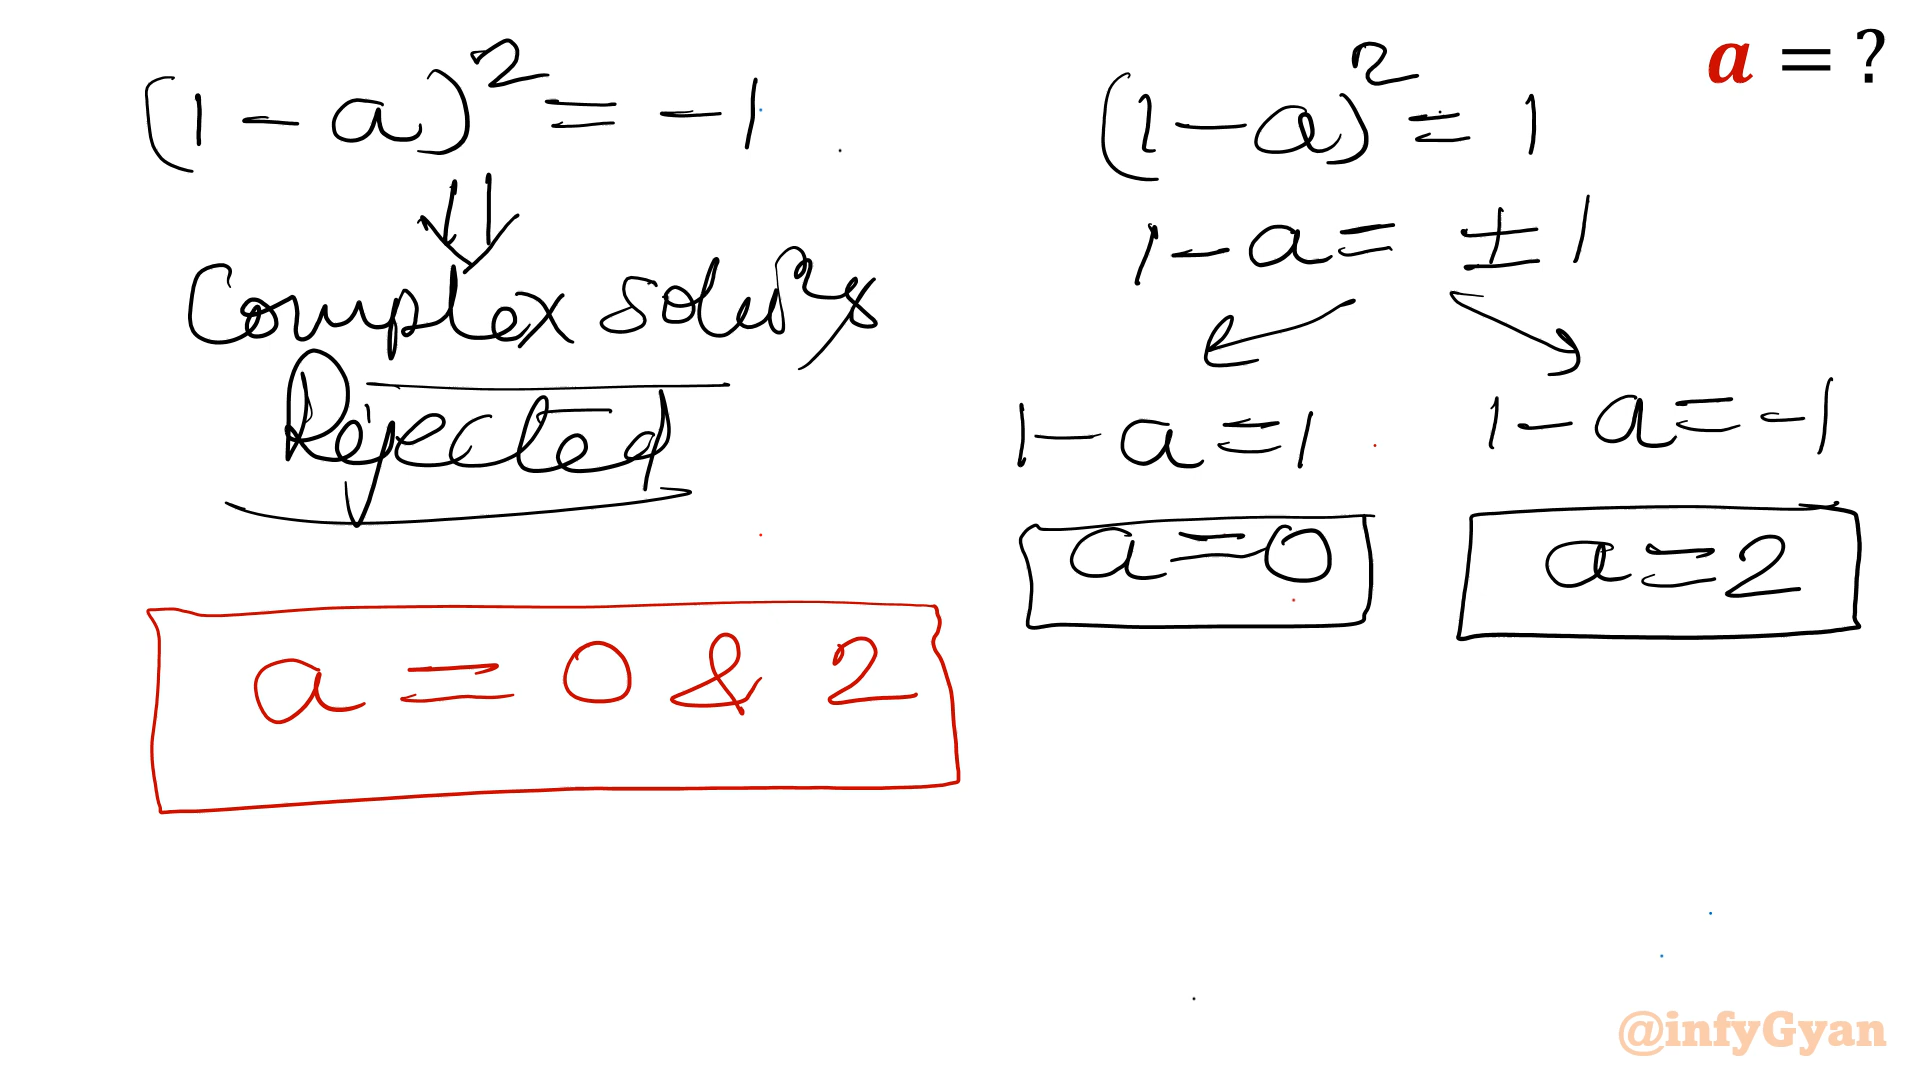 a = ?
(1 - a)² = -1
Complex solu^ns
Rejected
(1 - a)² = 1
1 - a = ± 1
1 - a = 1
1 - a = -1
a = 0
a = 2
a = 0 & 2
@infyGyan